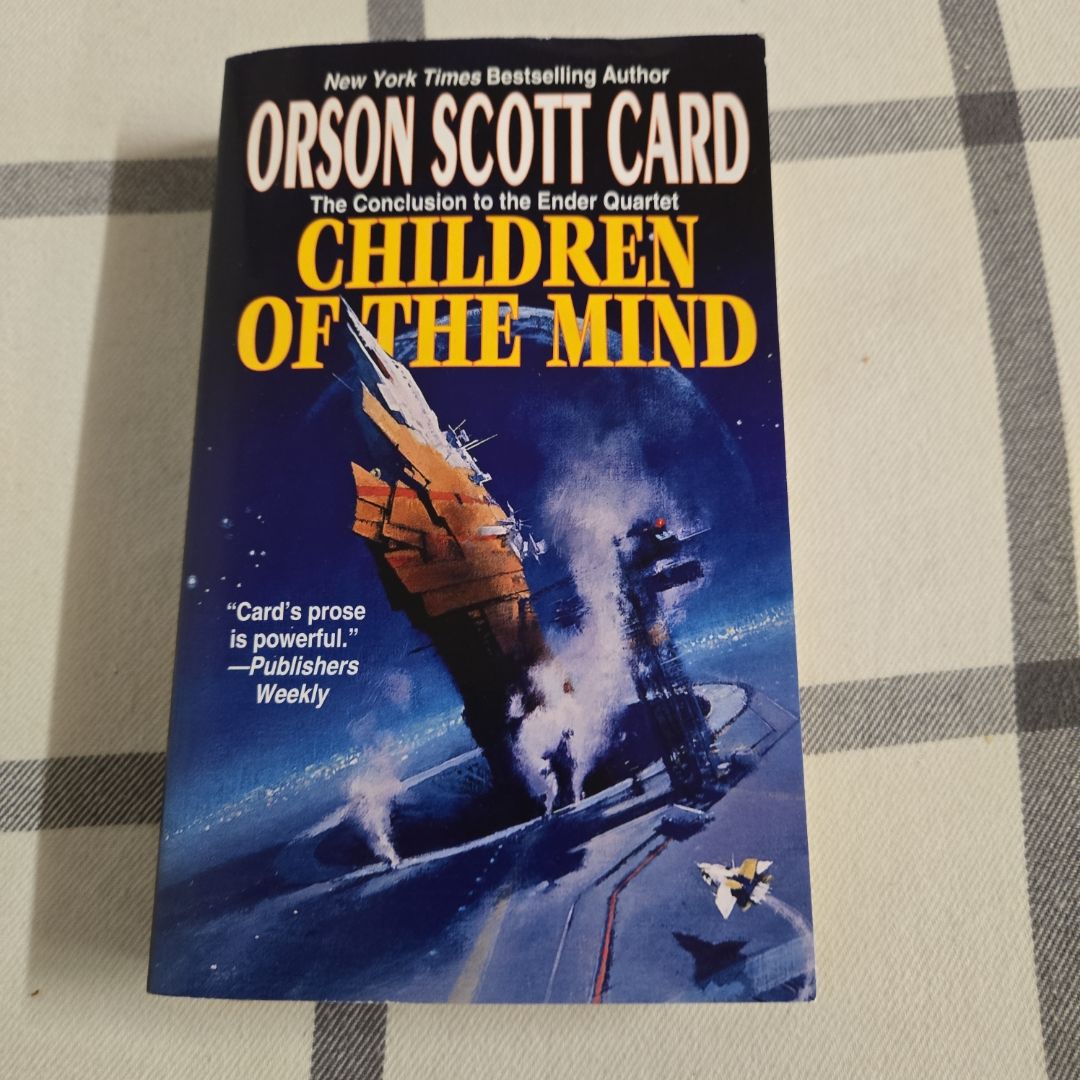 New York Times Bestselling Author
ORSON SCOTT CARD
The Conclusion to the Ender Quartet
CHILDREN
OF THE MIND
“Card’s prose
is powerful.”
—Publishers
Weekly